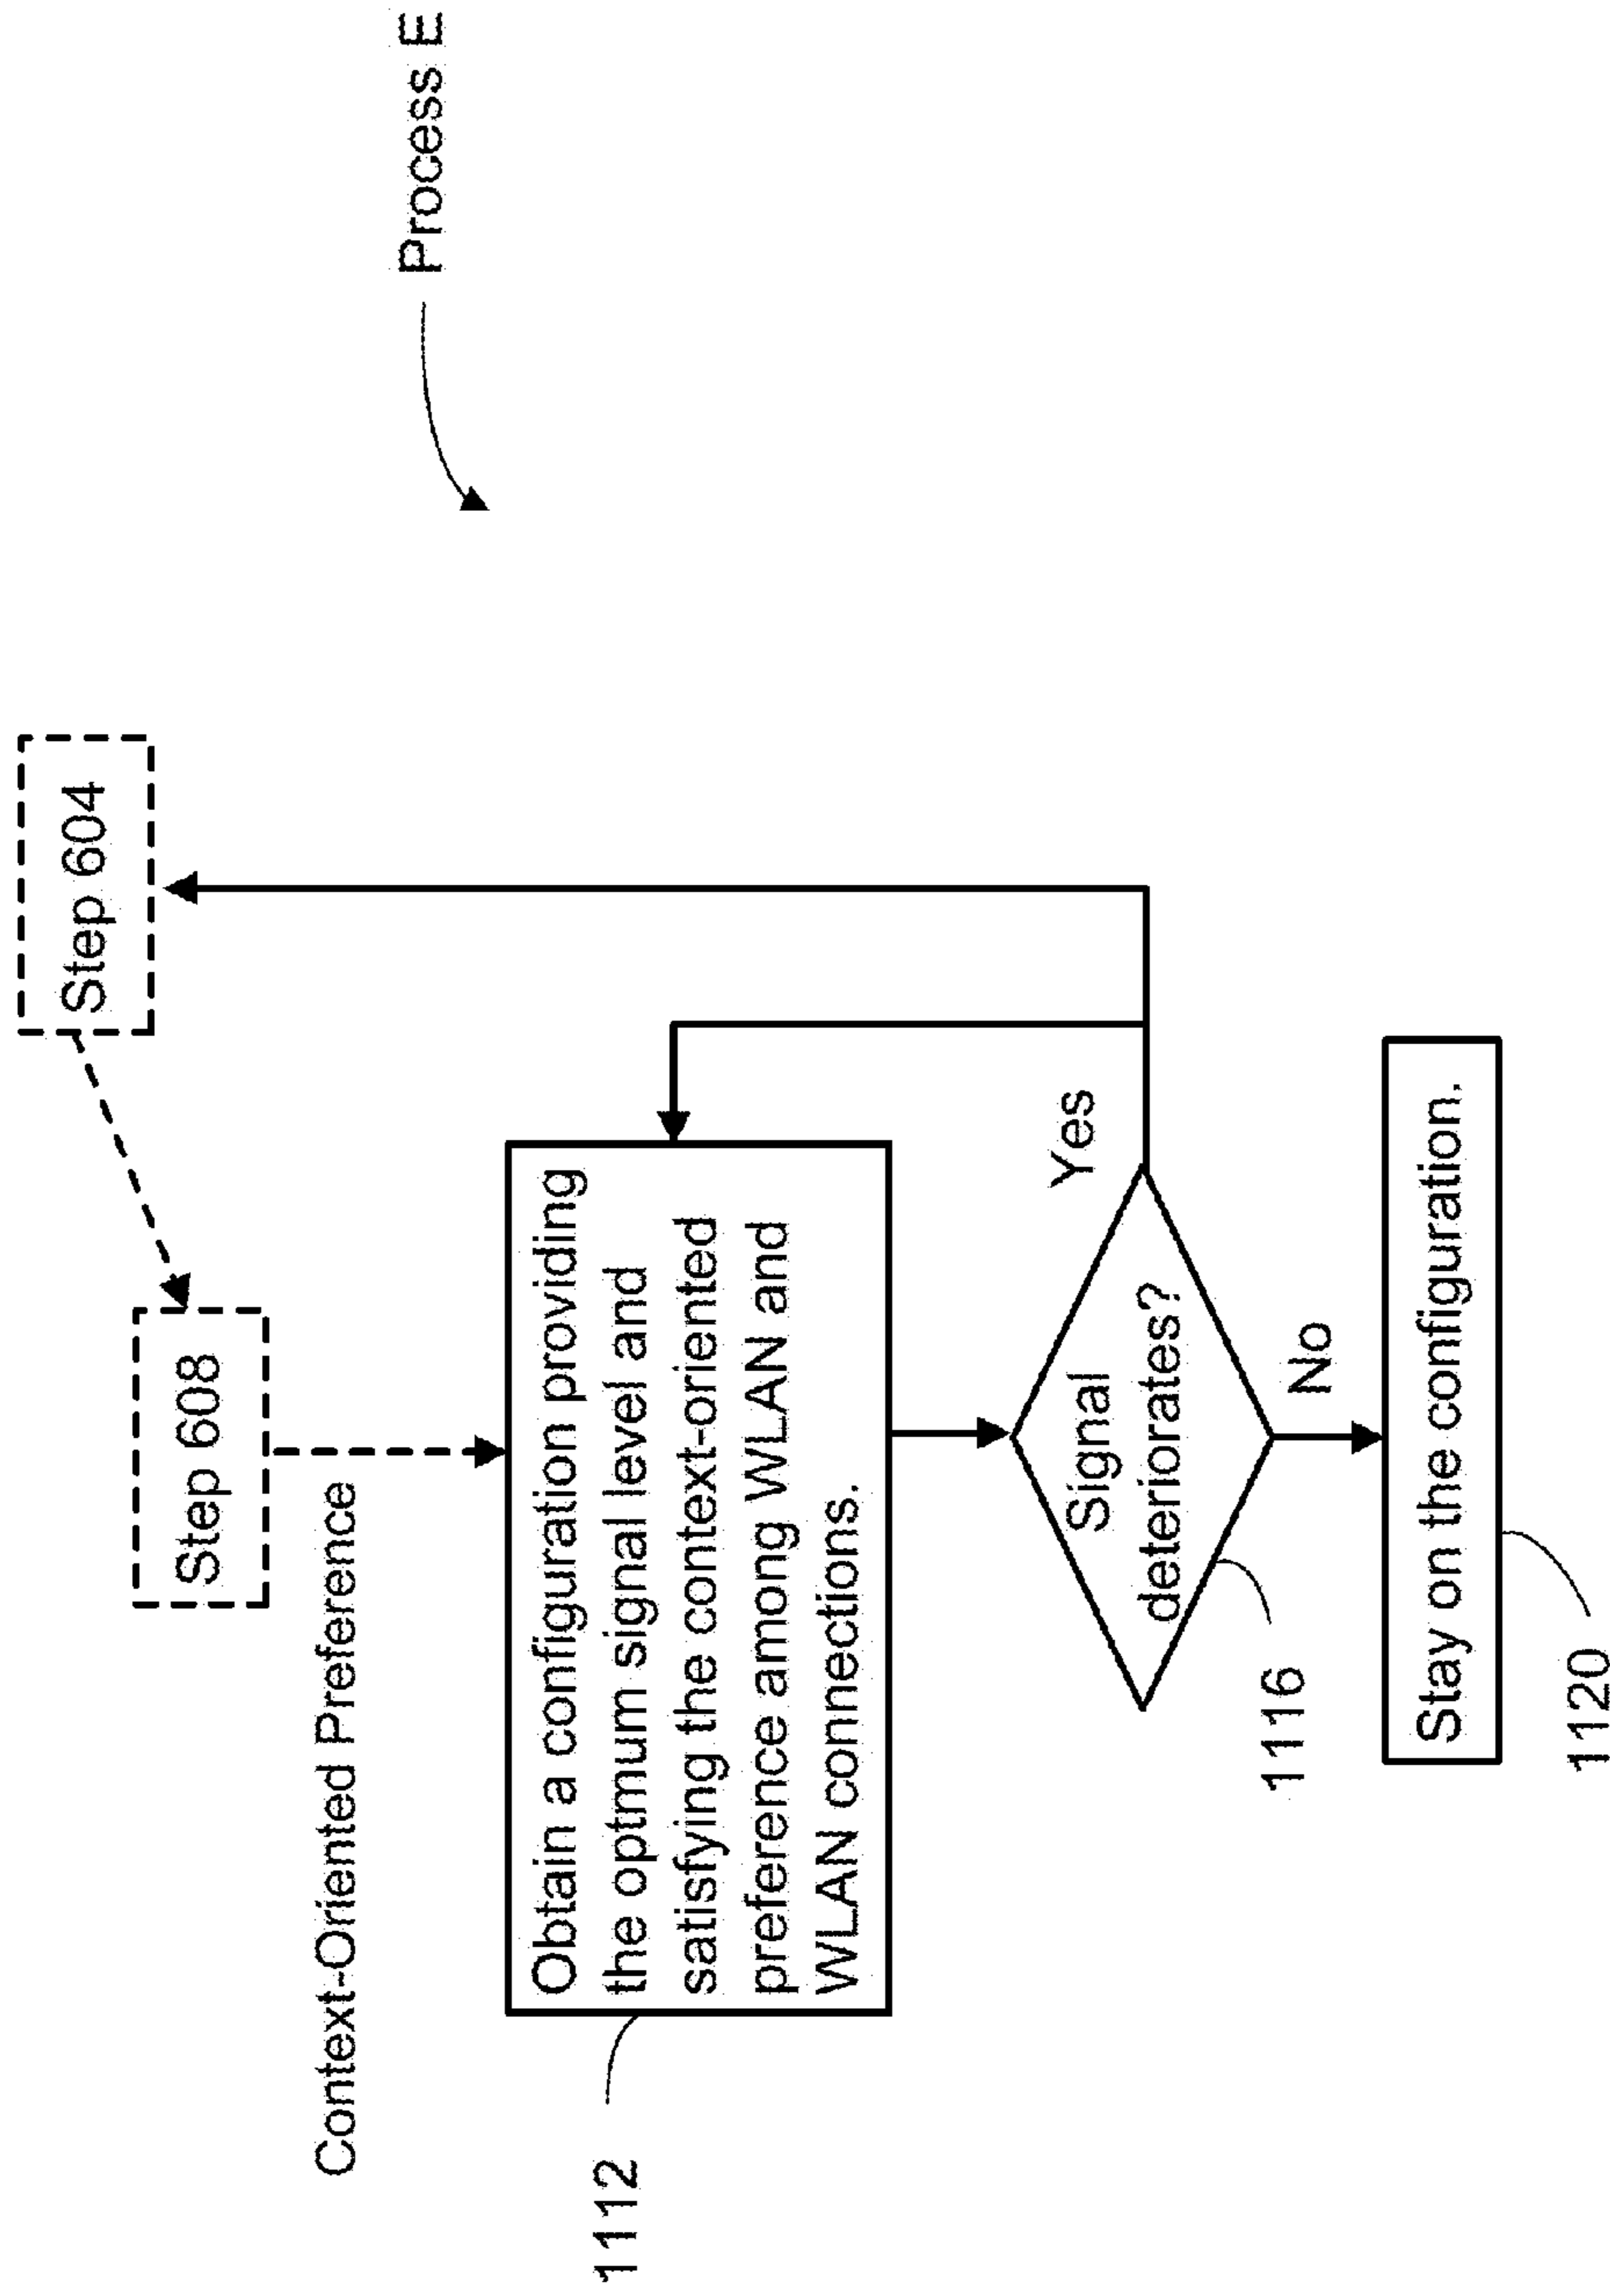 Process E
Step 604
Step 608
Context-Oriented Preference
Obtain a configuration providing
the optmum signal level and
satisfying the context-oriented
preference among WLAN and
WLAN connections.
1112
Signal
deteriorates?
Yes
No
1116
Stay on the configuration.
1120